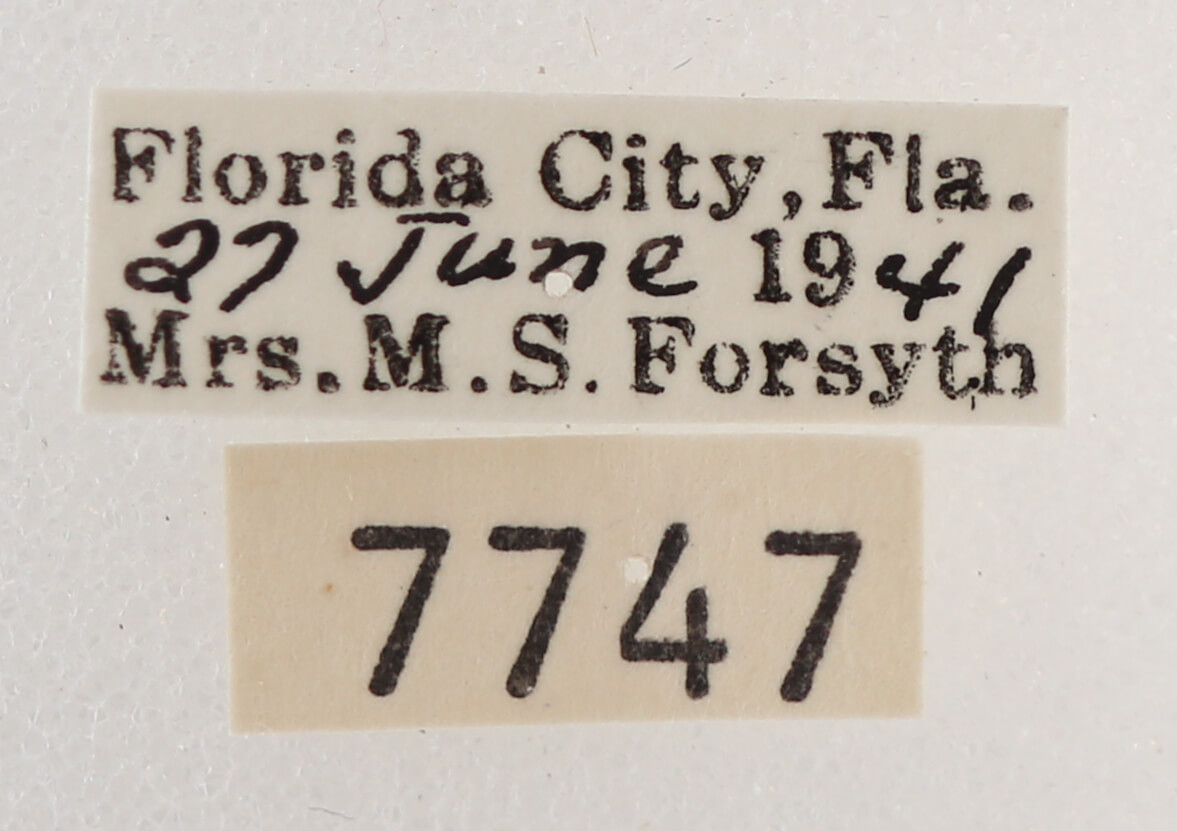 Florida City, Fla.
27 June 1941
Mrs. M. S. Forsyth
7747